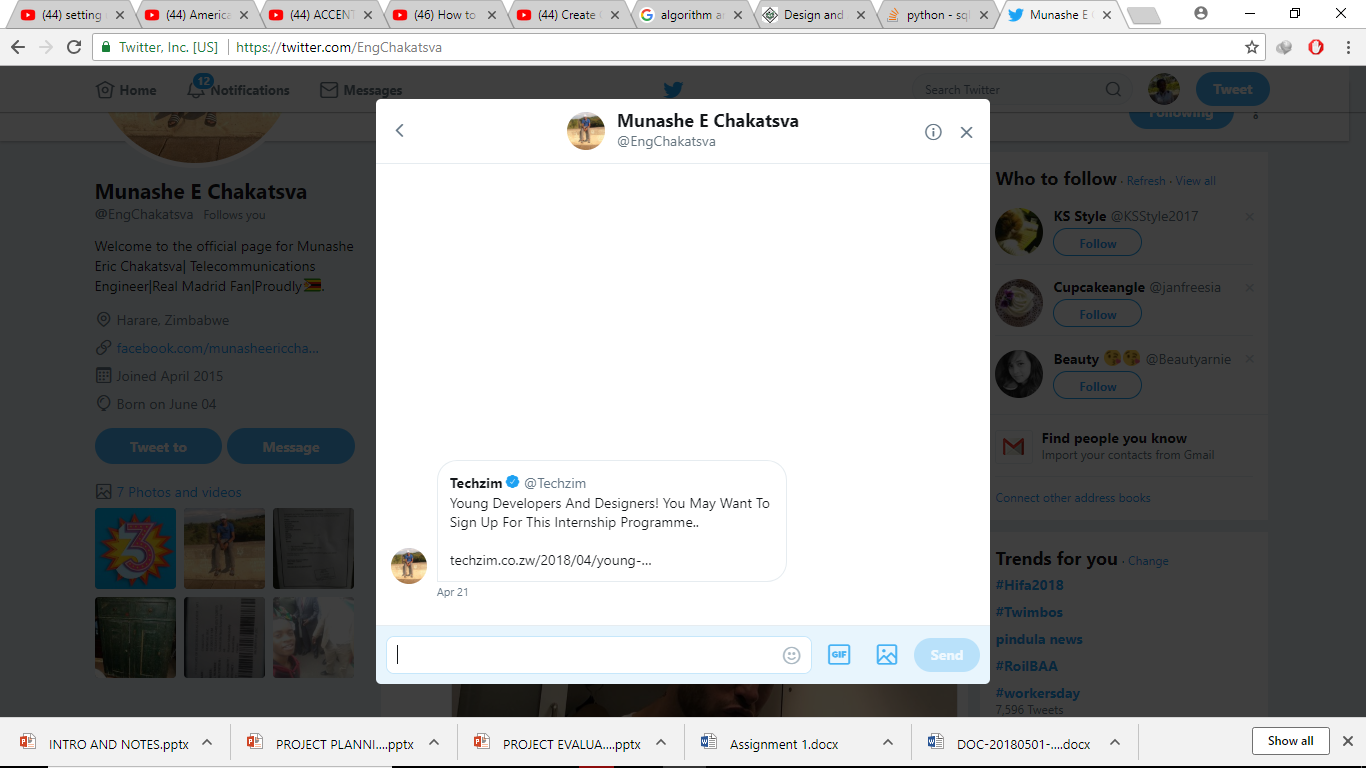 (44) setting
(44) America
(44) ACCENT
(46) How to
(44) Create
algorithm a
Design and
python - sql
Munashe E
Twitter, Inc. [US]
https://twitter.com/EngChakatsva
Home
12
Notifications
Messages
Search Twitter
Tweet
Following
Munashe E Chakatsva
@EngChakatsva Follows you
Welcome to the official page for Munashe
Eric Chakatsva| Telecommunications
Engineer|Real Madrid Fan|Proudly🇿🇼.
Harare, Zimbabwe
facebook.com/munasheericcha...
Joined April 2015
Born on June 04
Tweet to
Message
7 Photos and videos
3
Munashe E Chakatsva
@EngChakatsva
Techzim @Techzim
Young Developers And Designers! You May Want To
Sign Up For This Internship Programme..
techzim.co.zw/2018/04/young-...
Apr 21
GIF
Send
Who to follow · Refresh · View all
KS Style @KSStyle2017
Follow
Cupcakeangle @janfreesia
Follow
Beauty 😘😘 @Beautyarnie
Follow
Find people you know
Import your contacts from Gmail
Connect other address books
Trends for you · Change
#Hifa2018
#Twimbos
pindula news
#RoilBAA
#workersday
7,596 Tweets
INTRO AND NOTES.pptx
PROJECT PLANNI....pptx
PROJECT EVALUA....pptx
Assignment 1.docx
DOC-20180501-....docx
Show all